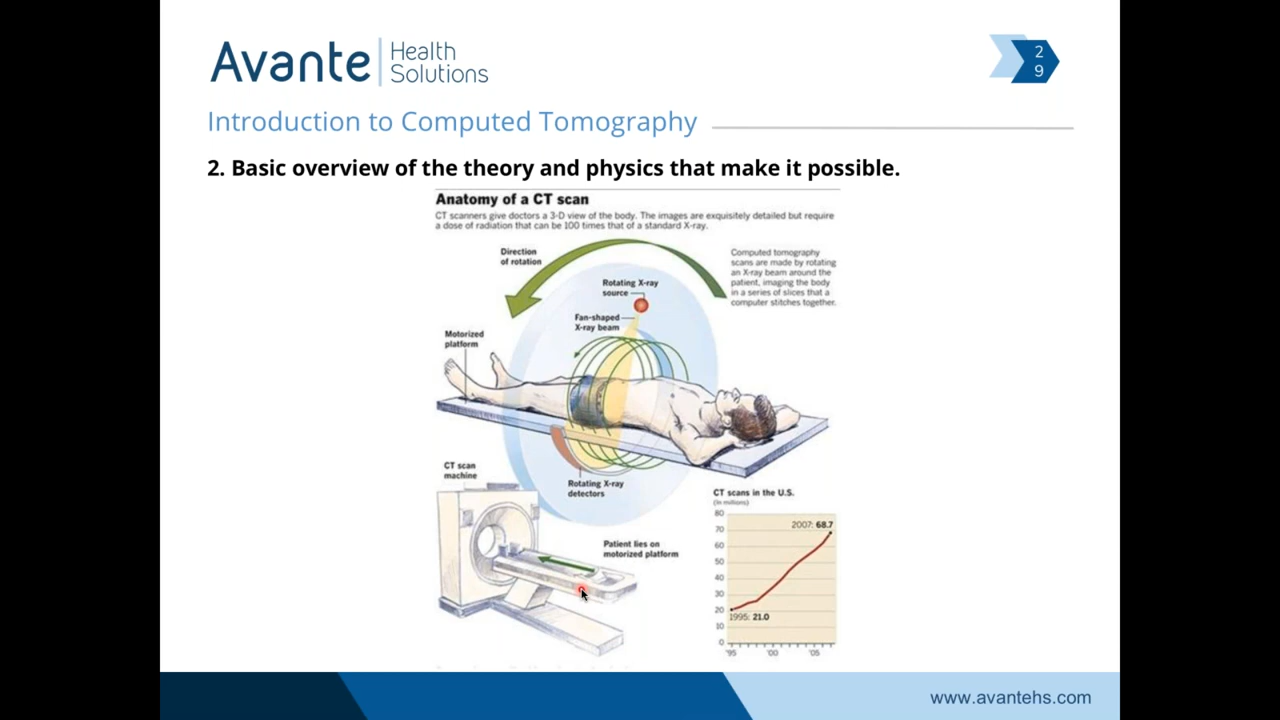 Avante
Health
Solutions
2
9
Introduction to Computed Tomography
2. Basic overview of the theory and physics that make it possible.
Anatomy of a CT scan
CT scanners give doctors a 3-D view of the body. The images are exquisitely detailed but require
a dose of radiation that can be 100 times that of a standard X-ray.
Direction
of rotation
Computed tomography
scans are made by rotating
an X-ray beam around the
patient, imaging the body
in a series of slices that a
computer stitches together.
Rotating X-ray
source
Fan-shaped
X-ray beam
Motorized
platform
CT scan
machine
Rotating X-ray
detectors
Patient lies on
motorized platform
CT scans in the U.S.
(In millions)
80
70
60
50
40
30
20
10
0
2007: 68.7
1995: 21.0
'95
'00
'05
www.avantehs.com